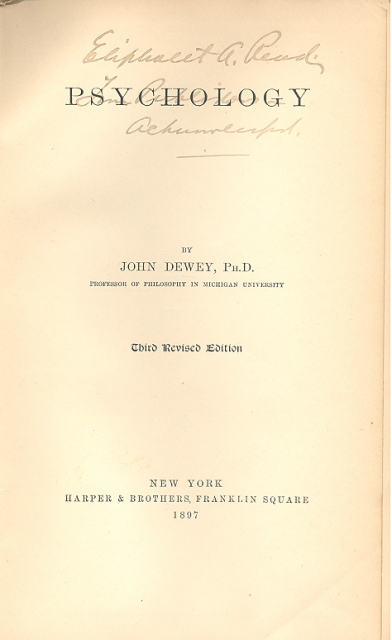 Eliphalet A. Read
PSYCHOLOGY
BY
JOHN DEWEY, PH.D.
PROFESSOR OF PHILOSOPHY IN MICHIGAN UNIVERSITY
Third Revised Edition
NEW YORK
HARPER & BROTHERS, FRANKLIN SQUARE
1897